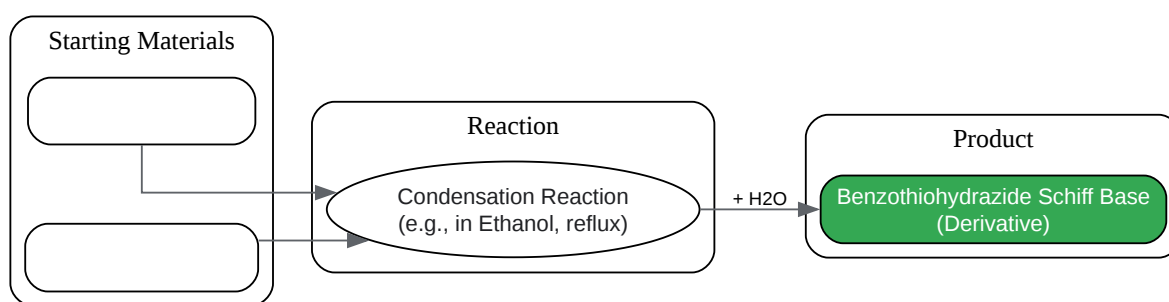 Starting Materials
Reaction
Condensation Reaction
(e.g., in Ethanol, reflux)
+ H2O
Product
Benzothiohydrazide Schiff Base
(Derivative)